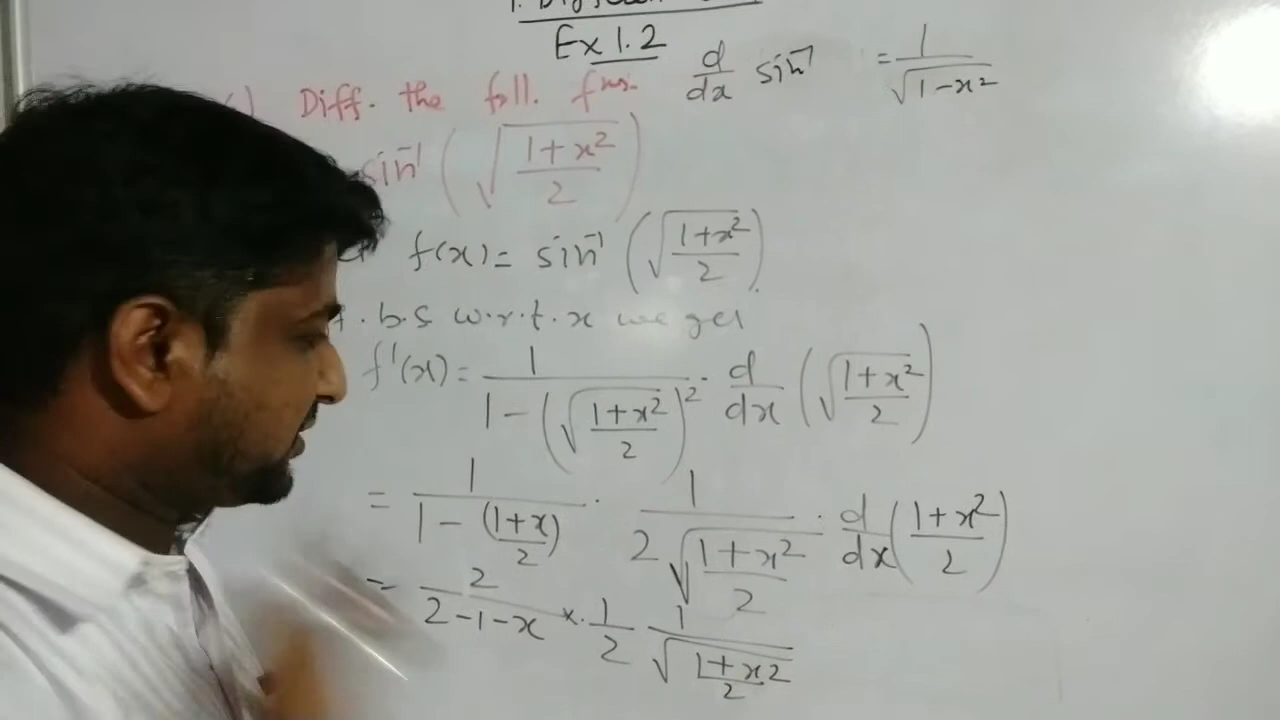 Ex 1.2
Diff. the foll. fns. d/dx sin⁻¹ = 1/√(1-x²)
sin⁻¹ (√((1+x²)/2))
f(x) = sin⁻¹ (√((1+x²)/2))
. b.s w.r.t. x we get
f'(x) = 1/(1-(√((1+x²)/2))²) . d/dx (√((1+x²)/2))
= 1/(1-((1+x)/2)) . 1/(2√((1+x²)/2)) . d/dx ((1+x²)/2)
= 2/(2-1-x) × . 1/2 1/√((1+x2)/2)